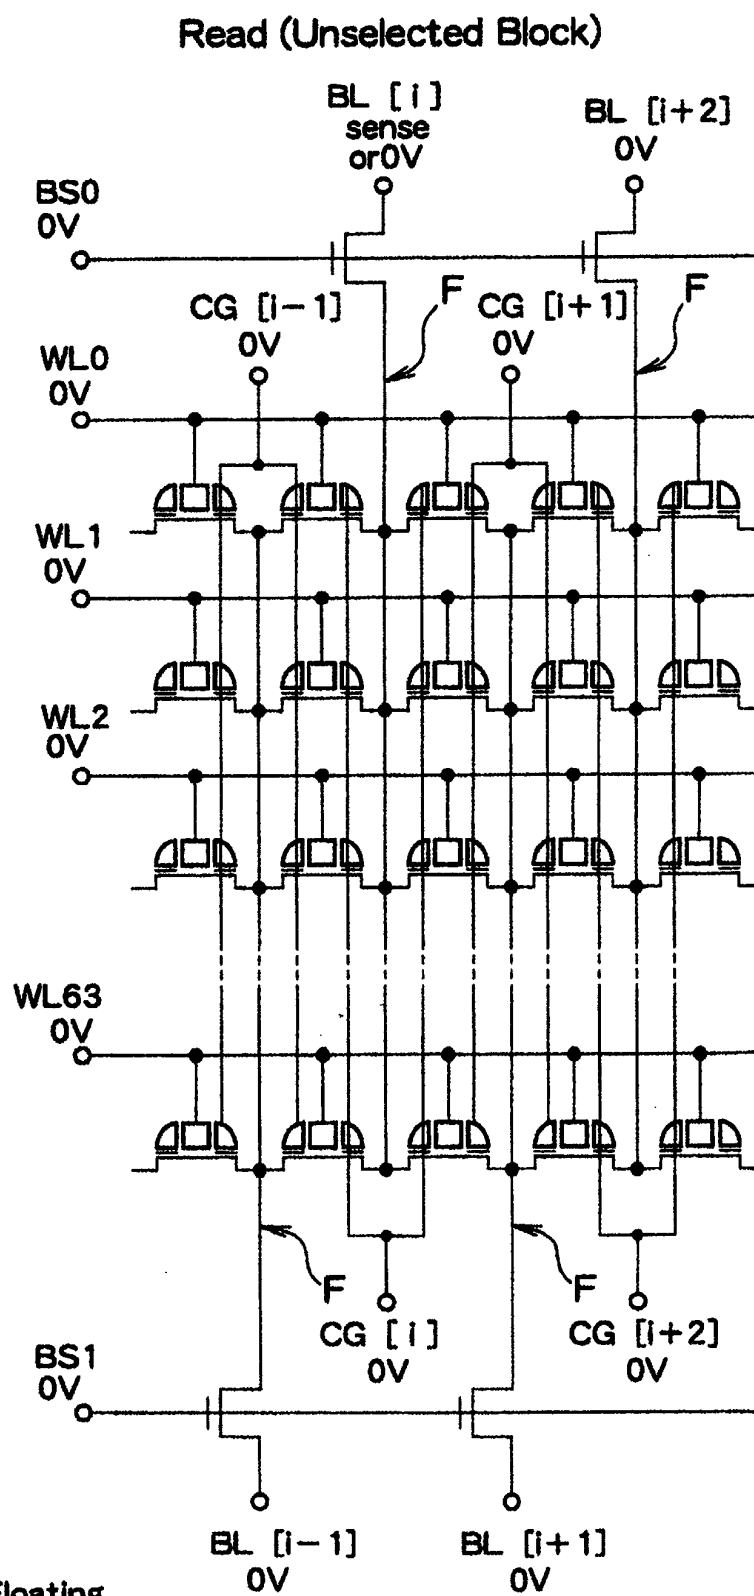 Read (Unselected Block)
BL [i]
sense
or0V
BL [i+2]
0V
BS0
0V
CG [i-1]
0V
F
CG [i+1]
0V
F
WL0
0V
WL1
0V
WL2
0V
WL63
0V
F
F
CG [i]
0V
CG [i+2]
0V
BS1
0V
BL [i-1]
0V
BL [i+1]
0V